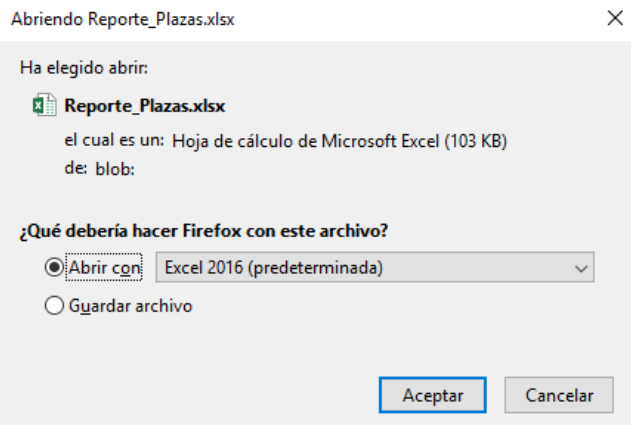 Abriendo Reporte_Plazas.xlsx
Ha elegido abrir:
Reporte_Plazas.xlsx
el cual es un: Hoja de cálculo de Microsoft Excel (103 KB)
de: blob:
¿Qué debería hacer Firefox con este archivo?
Abrir con Excel 2016 (predeterminada)
Guardar archivo
Aceptar Cancelar